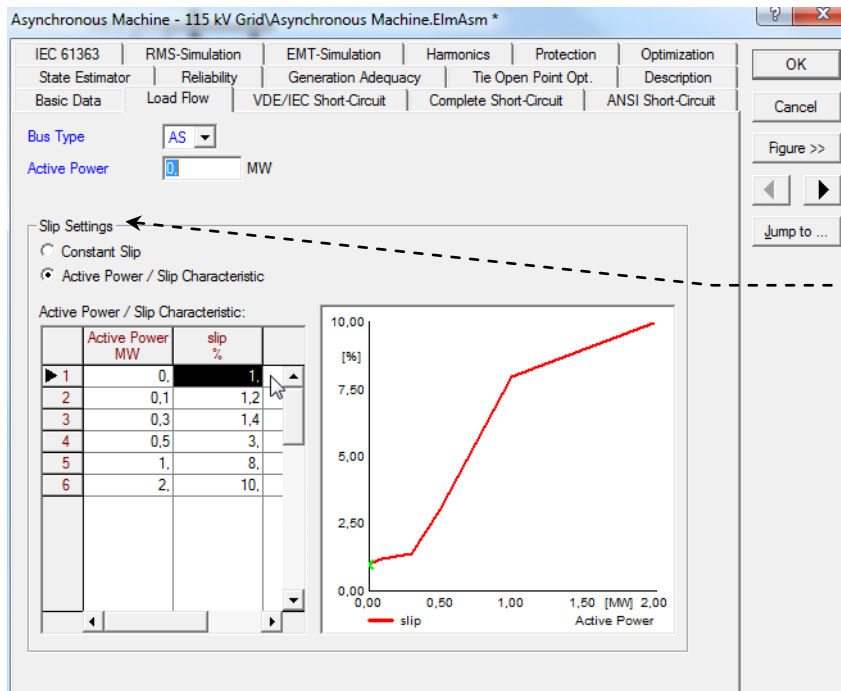 Asynchronous Machine - 115 kV Grid\Asynchronous Machine.ElmAsm *
?
X
IEC 61363
RMS-Simulation
EMT-Simulation
Harmonics
Protection
Optimization
State Estimator
Reliability
Generation Adequacy
Tie Open Point Opt.
Description
Basic Data
Load Flow
VDE/IEC Short-Circuit
Complete Short-Circuit
ANSI Short-Circuit
OK
Cancel
Figure >>
Jump to ...
Bus Type
AS
Active Power
0,
MW
Slip Settings
Constant Slip
Active Power / Slip Characteristic
Active Power / Slip Characteristic:
Active Power slip
MW %
1 0, 1,
2 0,1 1,2
3 0,3 1,4
4 0,5 3,
5 1, 8,
6 2, 10,
10,00
[%]
7,50
5,00
2,50
0,00
0,00 0,50 1,00 1,50 [MW] 2,00
slip
Active Power